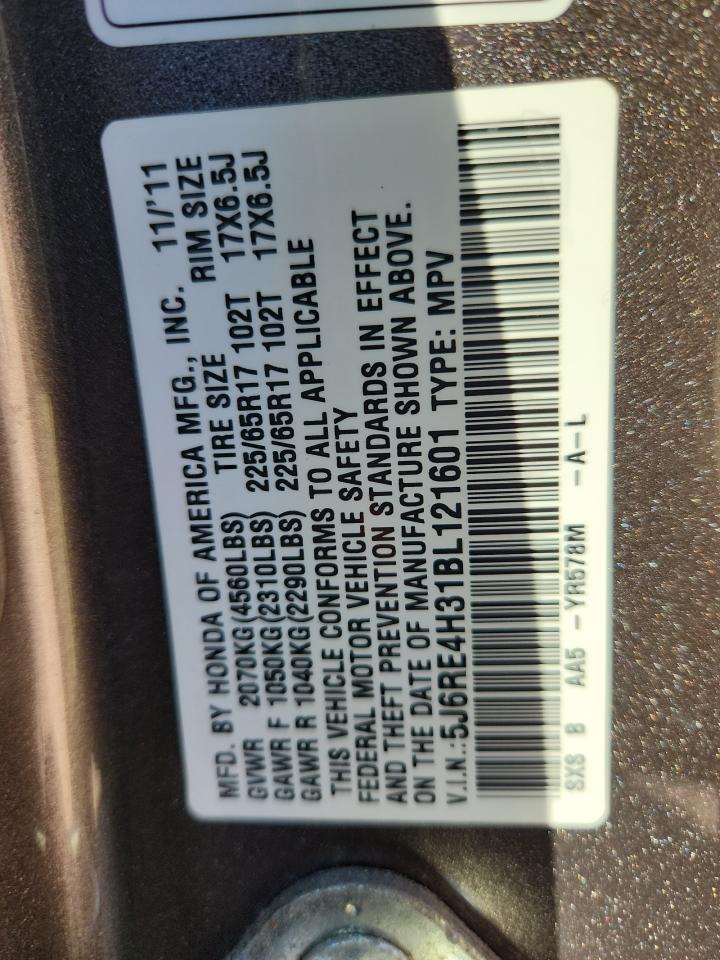 MFD. BY HONDA OF AMERICA MFG., INC. 11/'11
TIRE SIZE RIM SIZE
GVWR 2070KG(4560LBS)
GAWR F 1050KG(2310LBS) 225/65R17 102T 17X6.5J
GAWR R 1040KG(2290LBS) 225/65R17 102T 17X6.5J
THIS VEHICLE CONFORMS TO ALL APPLICABLE
FEDERAL MOTOR VEHICLE SAFETY
AND THEFT PREVENTION STANDARDS IN EFFECT
ON THE DATE OF MANUFACTURE SHOWN ABOVE.
V.I.N.:5J6RE4H31BL121601 TYPE: MPV
SXS B AA5 -YR578M -A-L